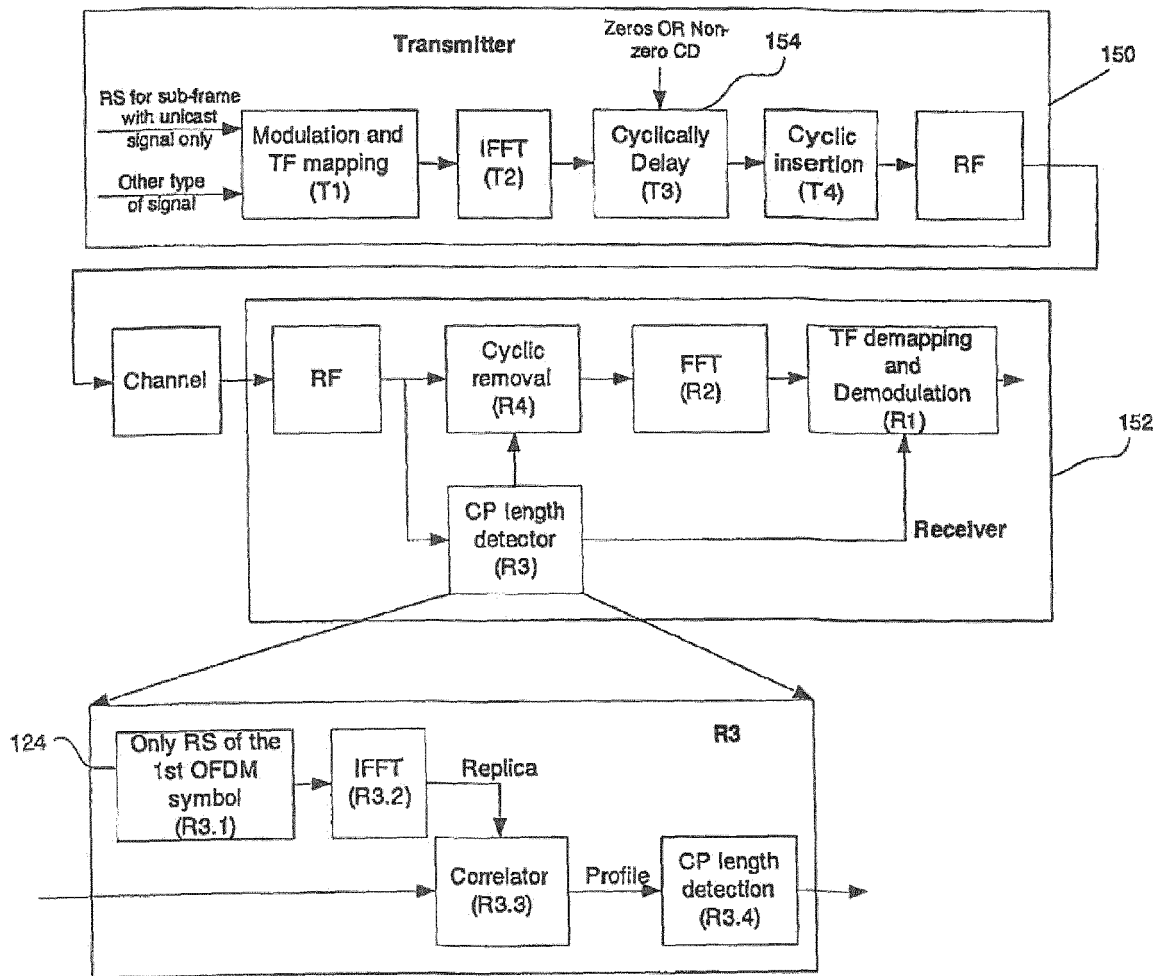 Transmitter
Zeros OR Non-
zero CD
154
150
RS for sub-frame
with unicast
signal only
Other type
of signal
Modulation and
TF mapping
(T1)
IFFT
(T2)
Cyclically
Delay
(T3)
Cyclic
insertion
(T4)
RF
Channel
RF
Cyclic
removal
(R4)
FFT
(R2)
TF demapping
and
Demodulation
(R1)
152
CP length
detector
(R3)
Receiver
124
Only RS of the
1st OFDM
symbol
(R3.1)
IFFT
(R3.2)
Replica
R3
Correlator
(R3.3)
Profile
CP length
detection
(R3.4)